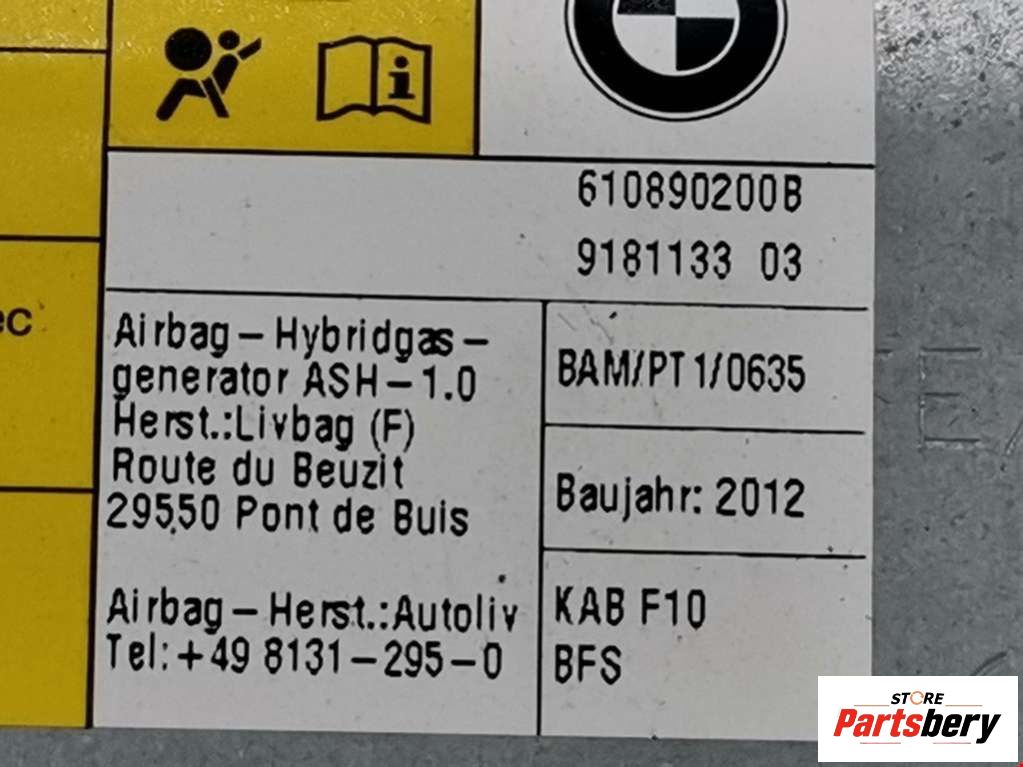 ec
610890200B
9181133 03
Airbag-Hybridgas-
generator ASH-1.0
Herst.:Livbag (F)
Route du Beuzit
29550 Pont de Buis
Airbag-Herst.:Autoliv
Tel:+49 8131-295-0
BAM/PT1/0635
Baujahr: 2012
KAB F10
BFS
STORE
Partsbery